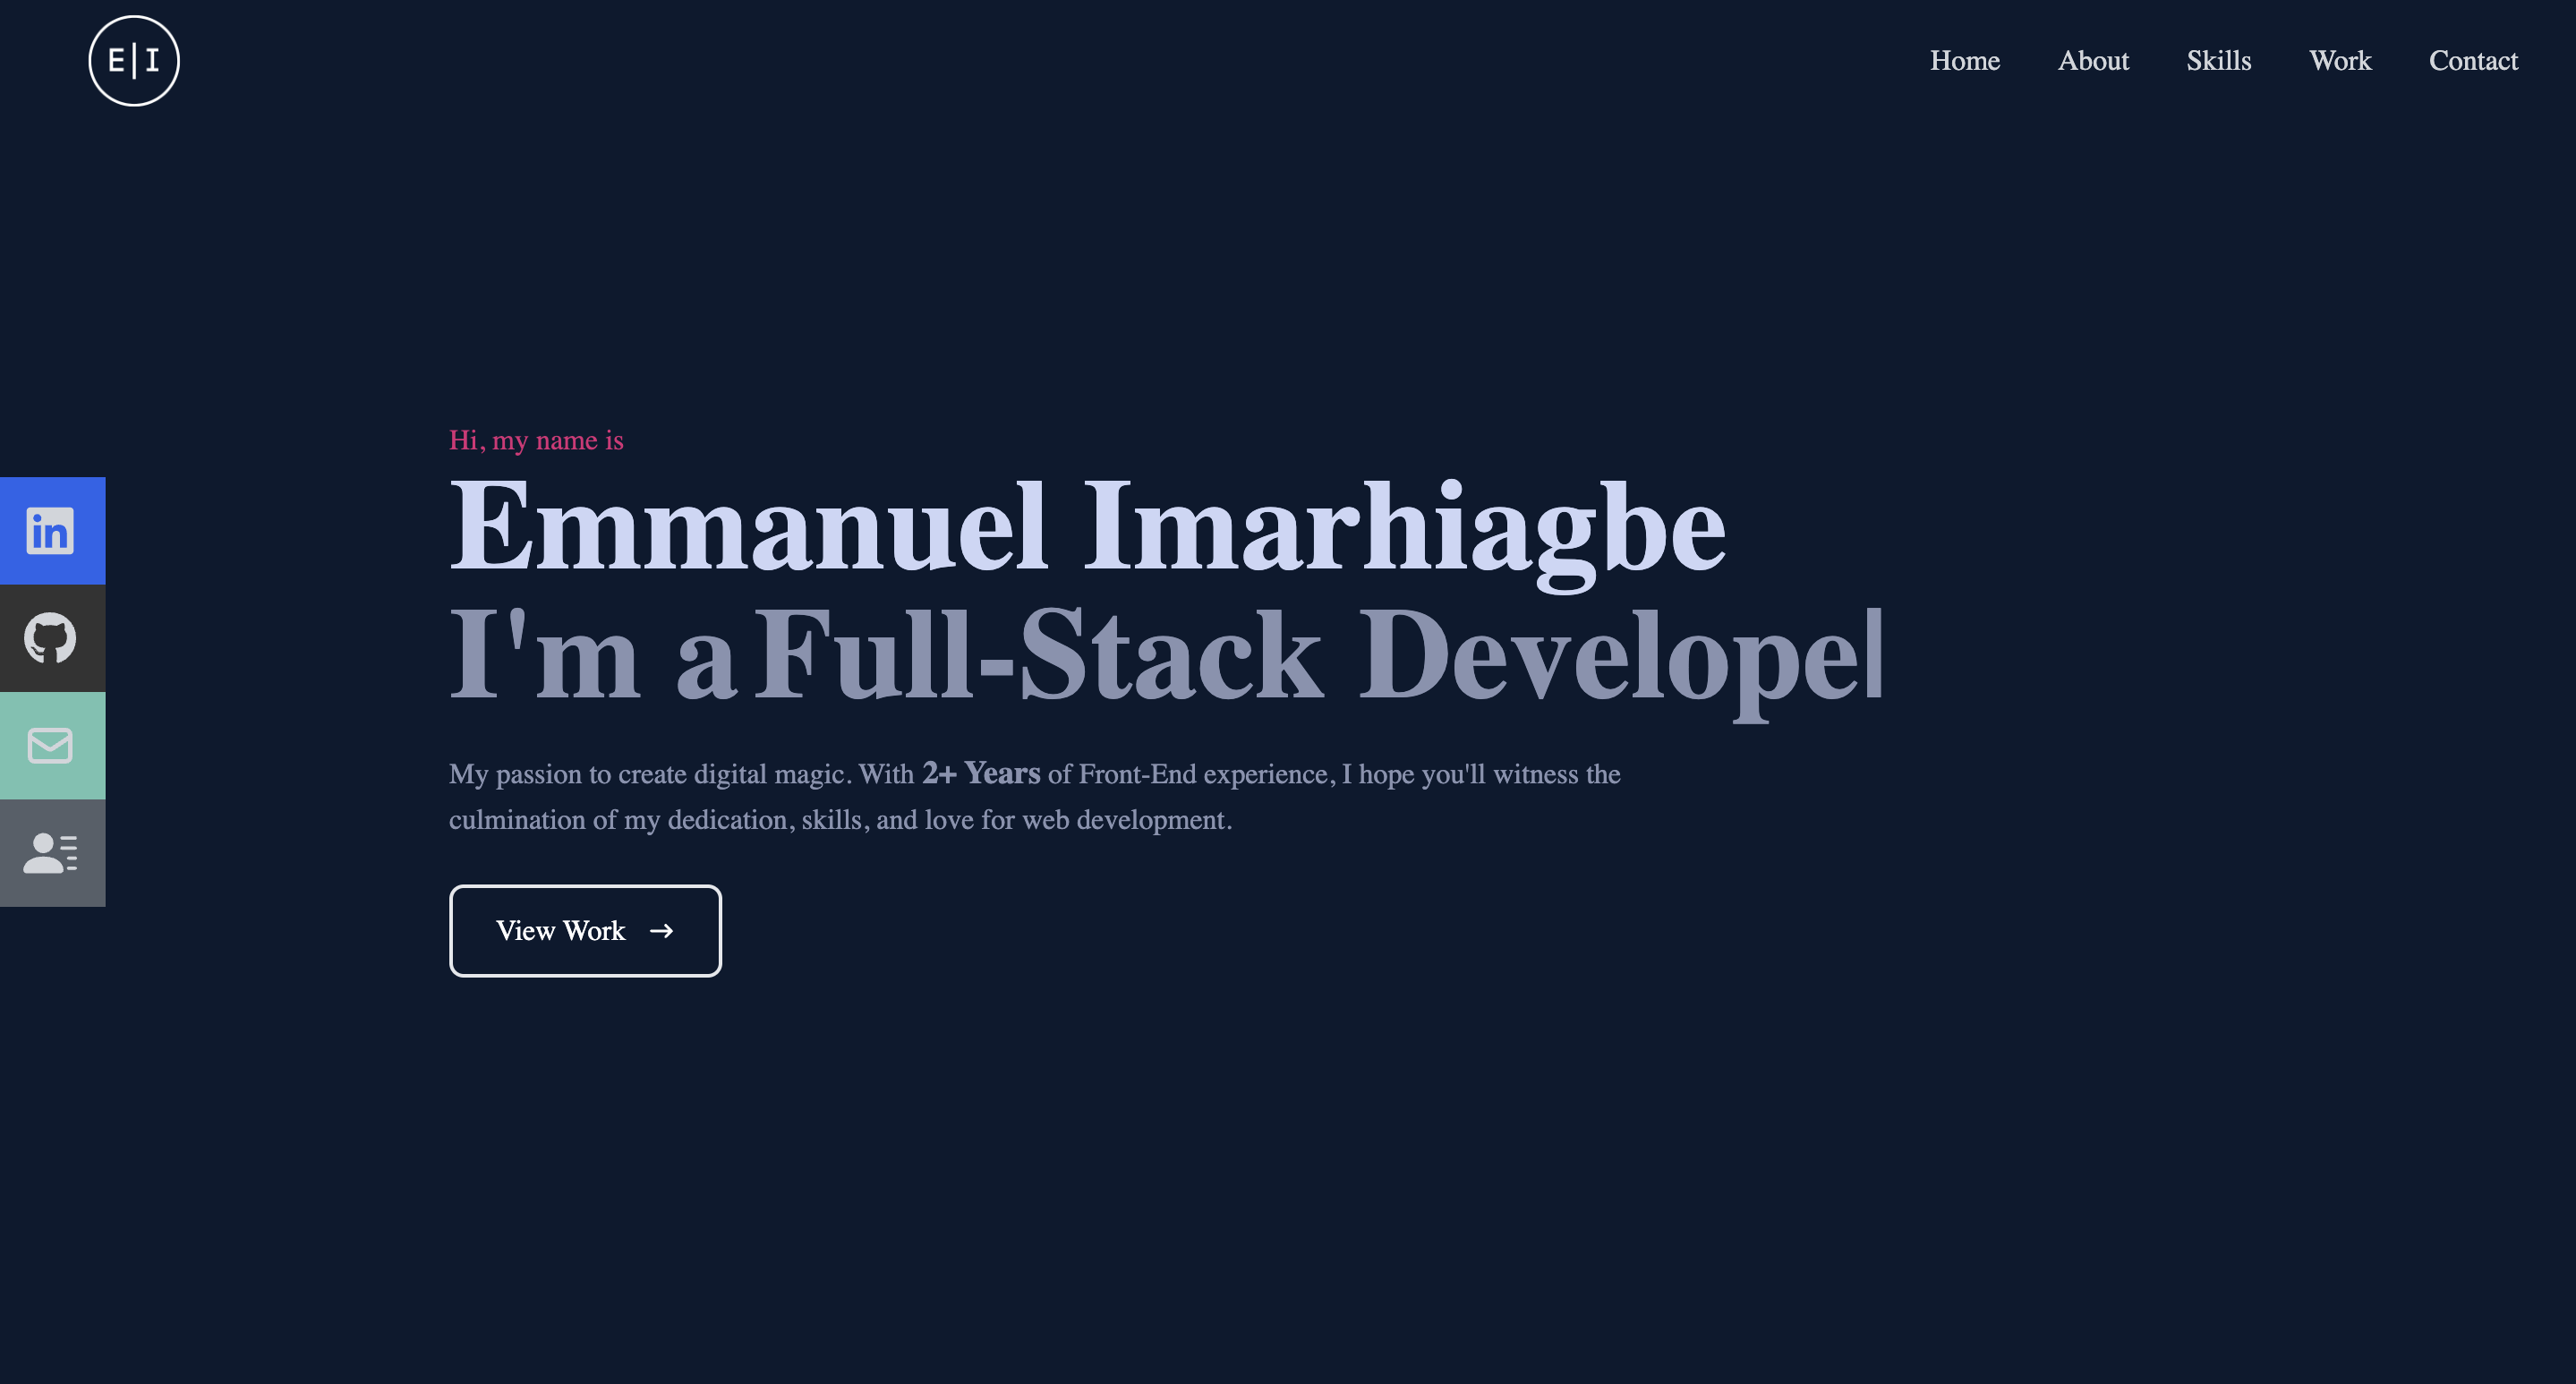 E|I
Home About Skills Work Contact
Hi, my name is
Emmanuel Imarhiagbe
I'm a Full-Stack Develope|
in
My passion to create digital magic. With 2+ Years of Front-End experience, I hope you'll witness the
culmination of my dedication, skills, and love for web development.
View Work →